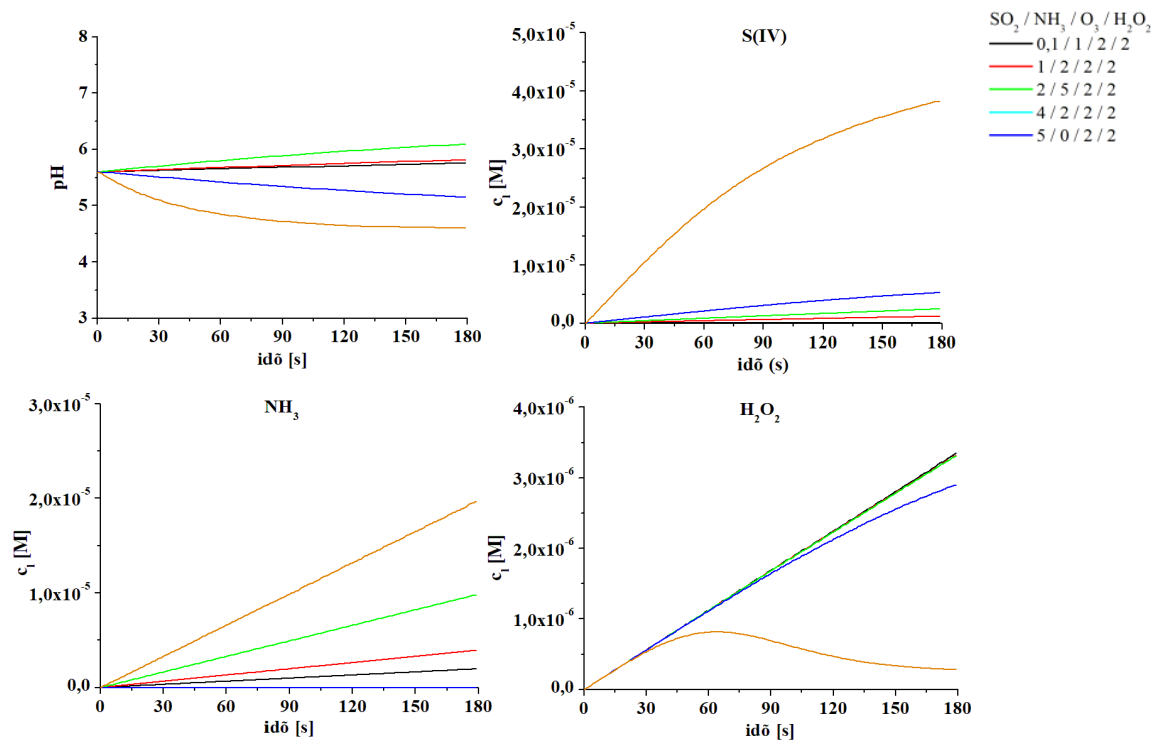 SO₂ / NH₃ / O₃ / H₂O₂
0,1 / 1 / 2 / 2
1 / 2 / 2 / 2
2 / 5 / 2 / 2
4 / 2 / 2 / 2
5 / 0 / 2 / 2
pH
8
7
6
5
4
3
0 30 60 90 120 150 180
idõ [s]
S(IV)
c₁ [M]
5,0x10⁻⁵
4,0x10⁻⁵
3,0x10⁻⁵
2,0x10⁻⁵
1,0x10⁻⁵
0,0
0 30 60 90 120 150 180
idõ (s)
NH₃
c₁ [M]
3,0x10⁻⁵
2,0x10⁻⁵
1,0x10⁻⁵
0,0
0 30 60 90 120 150 180
idõ [s]
H₂O₂
c₁ [M]
4,0x10⁻⁶
3,0x10⁻⁶
2,0x10⁻⁶
1,0x10⁻⁶
0,0
0 30 60 90 120 150 180
idõ [s]